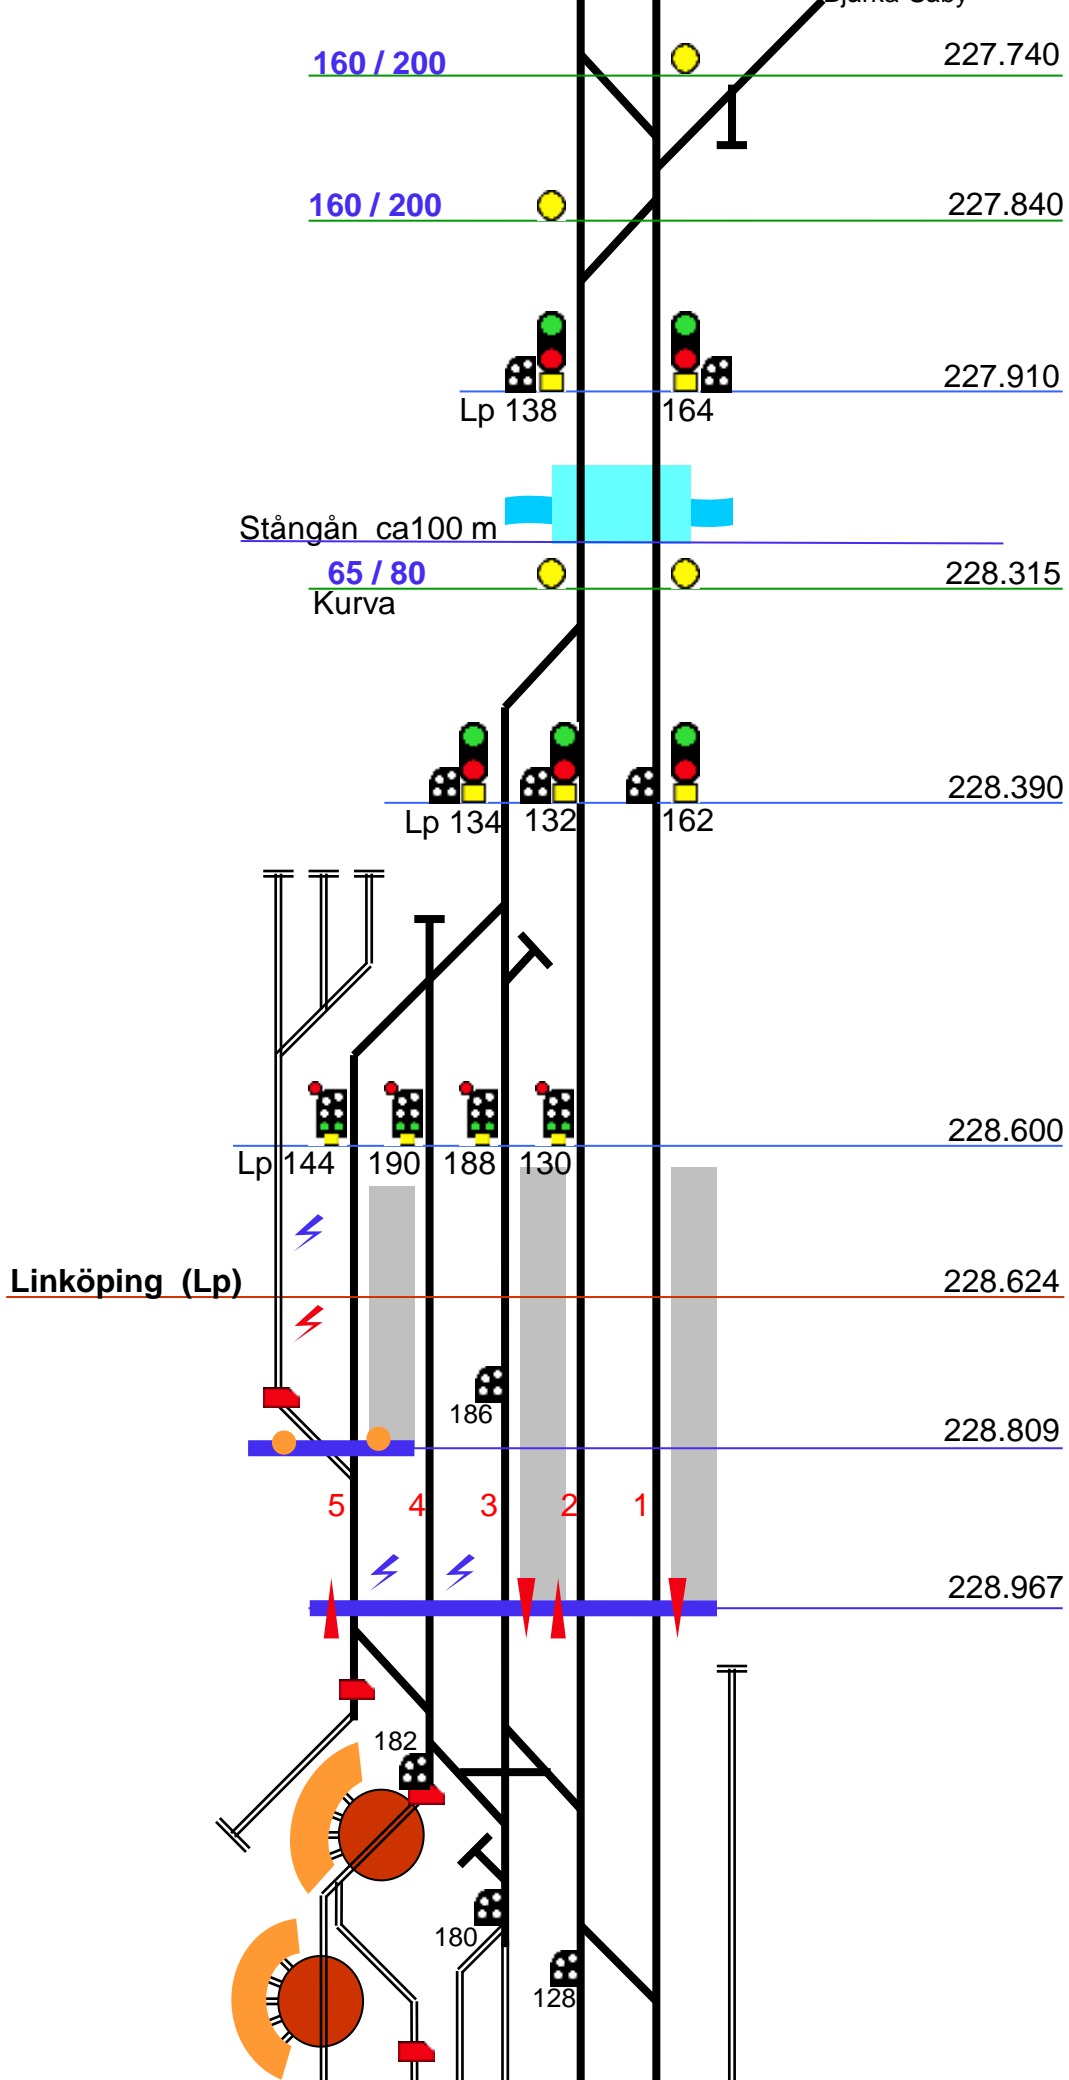 160 / 200 227.740
160 / 200 227.840
227.910
Lp 138 164
Stångån ca100 m
65 / 80 228.315
Kurva
228.390
Lp 134 132 162
228.600
Lp 144 190 188 130
Linköping (Lp) 228.624
186
228.809
5 4 3 2 1
228.967
182
180
128